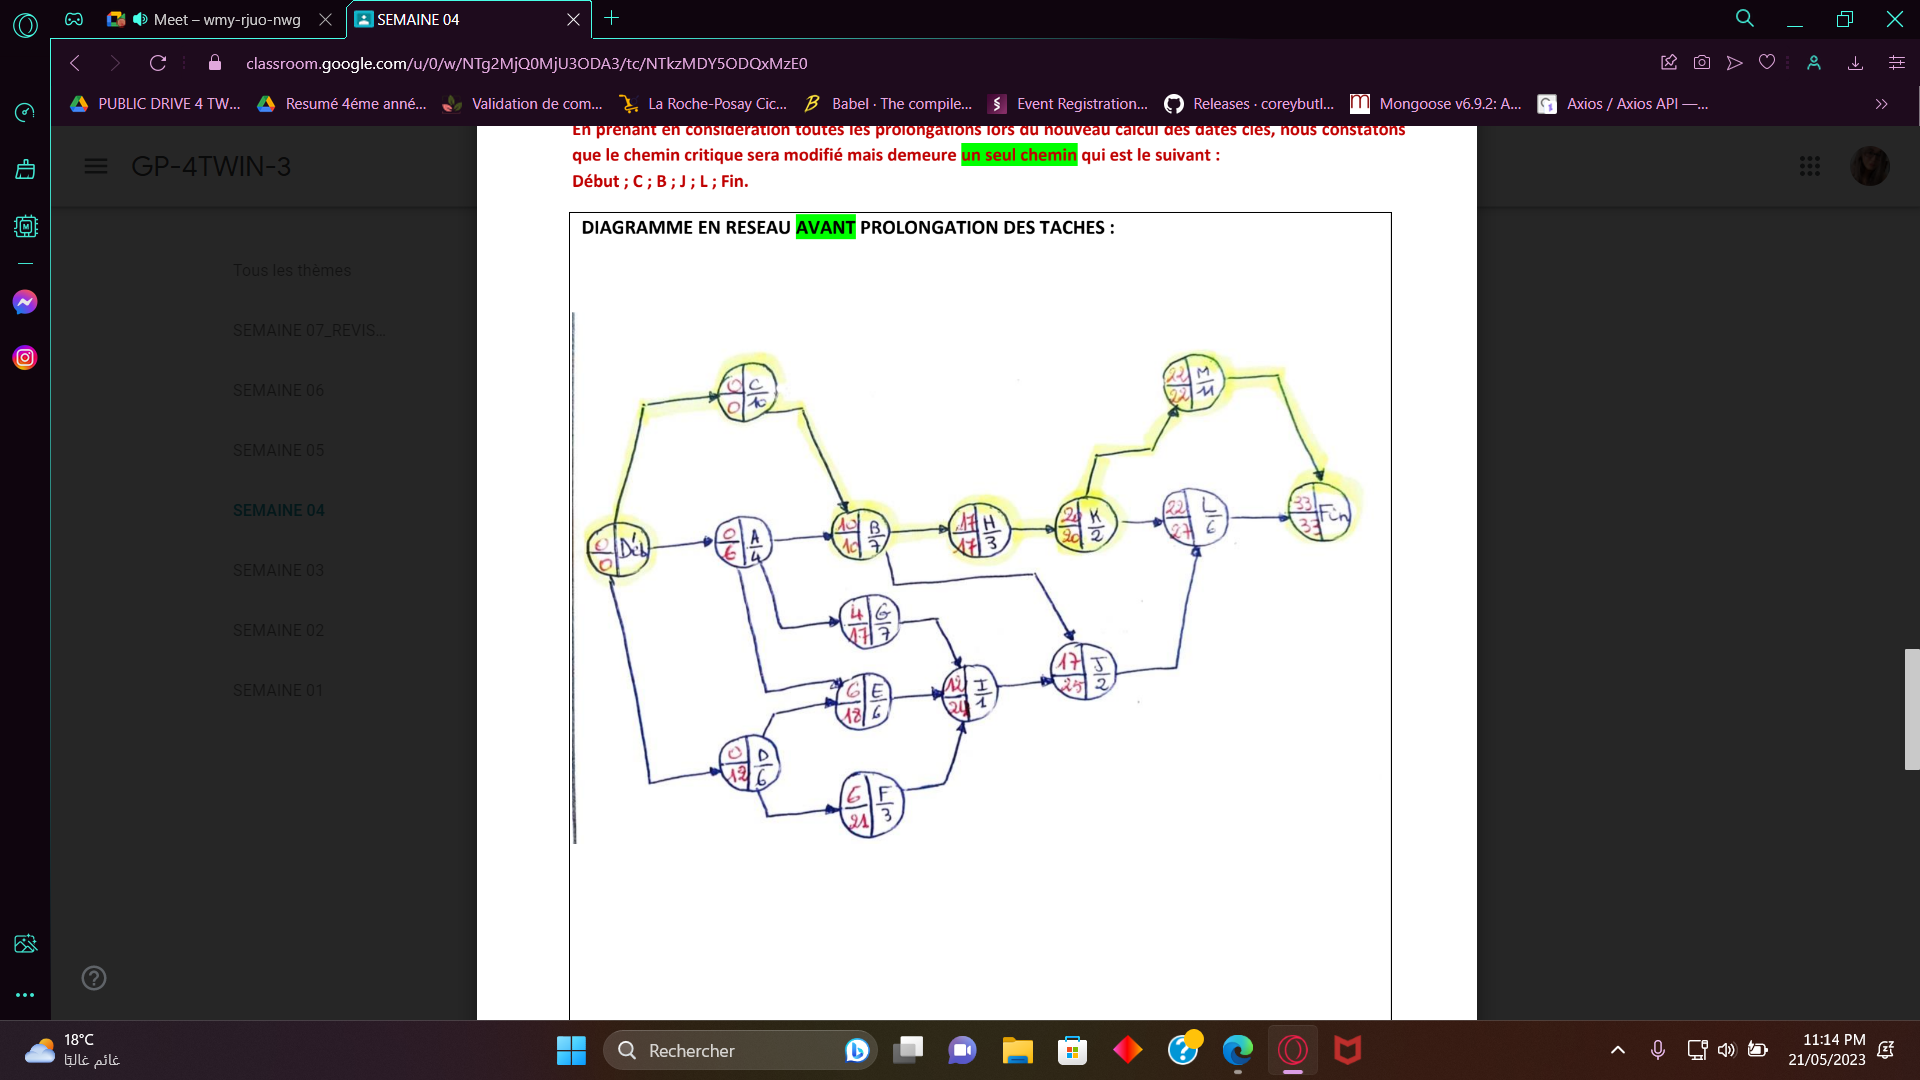 Meet – wmy-rjuo-nwg
SEMAINE 04
classroom.google.com/u/0/w/NTg2MjQ0MjU3ODA3/tc/NTkzMDY5ODQxMzE0
PUBLIC DRIVE 4 TW...
Resumé 4éme anné...
Validation de com...
La Roche-Posay Cic...
Babel · The compile...
Event Registration...
Releases · coreybutl...
Mongoose v6.9.2: A...
Axios / Axios API —...
GP-4TWIN-3
Tous les thèmes
SEMAINE 07_REVIS...
SEMAINE 06
SEMAINE 05
SEMAINE 04
SEMAINE 03
SEMAINE 02
SEMAINE 01
En prenant en considération toutes les prolongations lors du nouveau calcul des dates clés, nous constatons
que le chemin critique sera modifié mais demeure un seul chemin qui est le suivant :
Début ; C ; B ; J ; L ; Fin.
DIAGRAMME EN RESEAU AVANT PROLONGATION DES TACHES :
0 C
0 10
22 M
22 11
0 Déb
0
0 A
6 4
10 B
10 7
17 H
17 3
20 K
20 2
22 L
27 6
33 Fin
33
4 G
17 7
6 E
18 6
12 I
24 1
17 J
25 2
0 D
12 6
6 F
21 3
18°C
غائم غالبًا
Rechercher
11:14 PM
21/05/2023